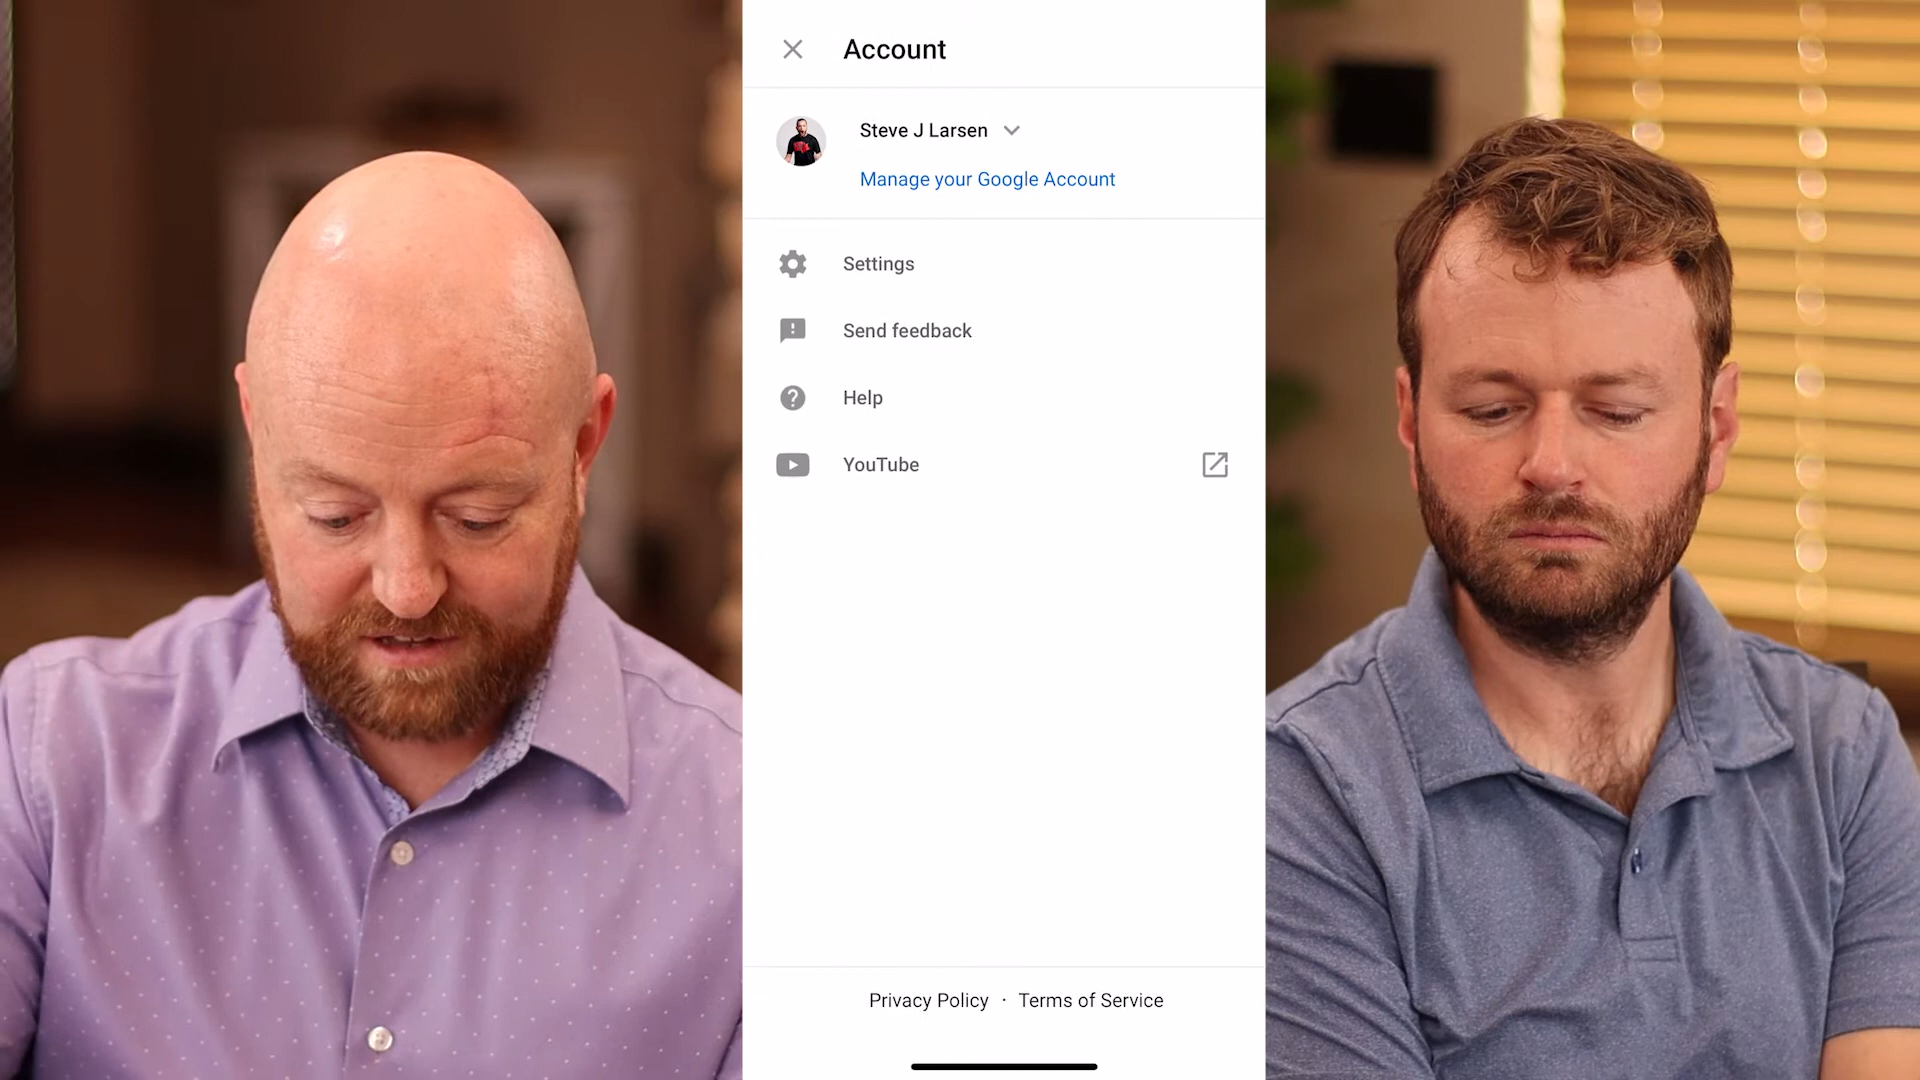 Account
Steve J Larsen
Manage your Google Account
Settings
Send feedback
Help
YouTube
Privacy Policy · Terms of Service